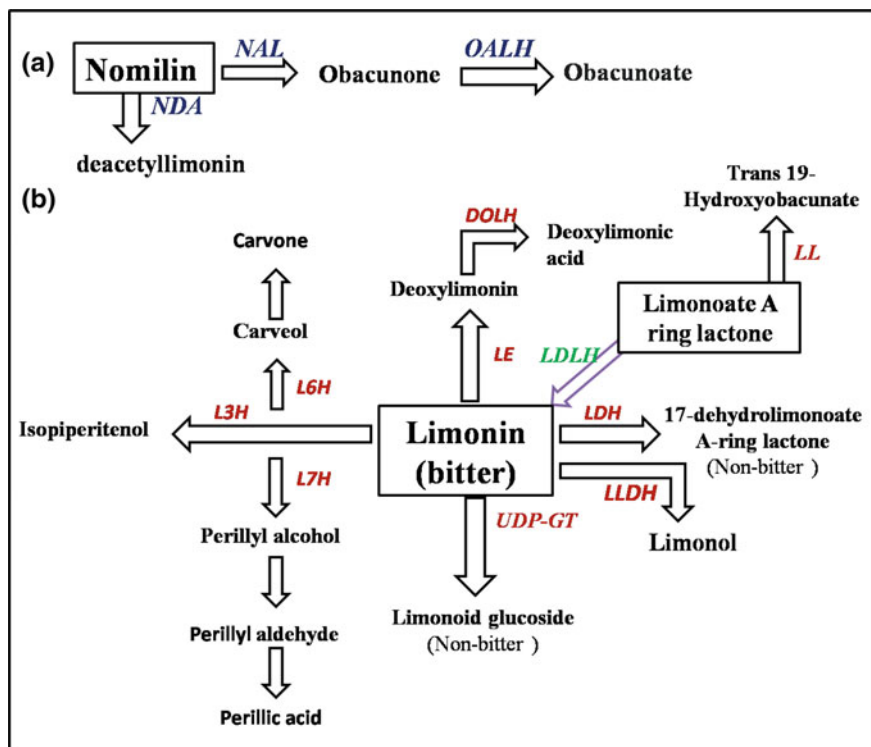 (a)
Nomilin
NAL
Obacunone
OALH
Obacunoate
NDA
deacetyllimonin
(b)
Trans 19-
Hydroxyobacunate
LL
Limonoate A
ring lactone
LDLH
DOLH
Deoxylimonic
acid
Deoxylimonin
LE
Carvone
Carveol
L6H
L3H
Isopiperitenol
L7H
Perillyl alcohol
Perillyl aldehyde
Perillic acid
Limonin
(bitter)
LDH
17-dehydrolimonoate
A-ring lactone
(Non-bitter )
LLDH
Limonol
UDP-GT
Limonoid glucoside
(Non-bitter )